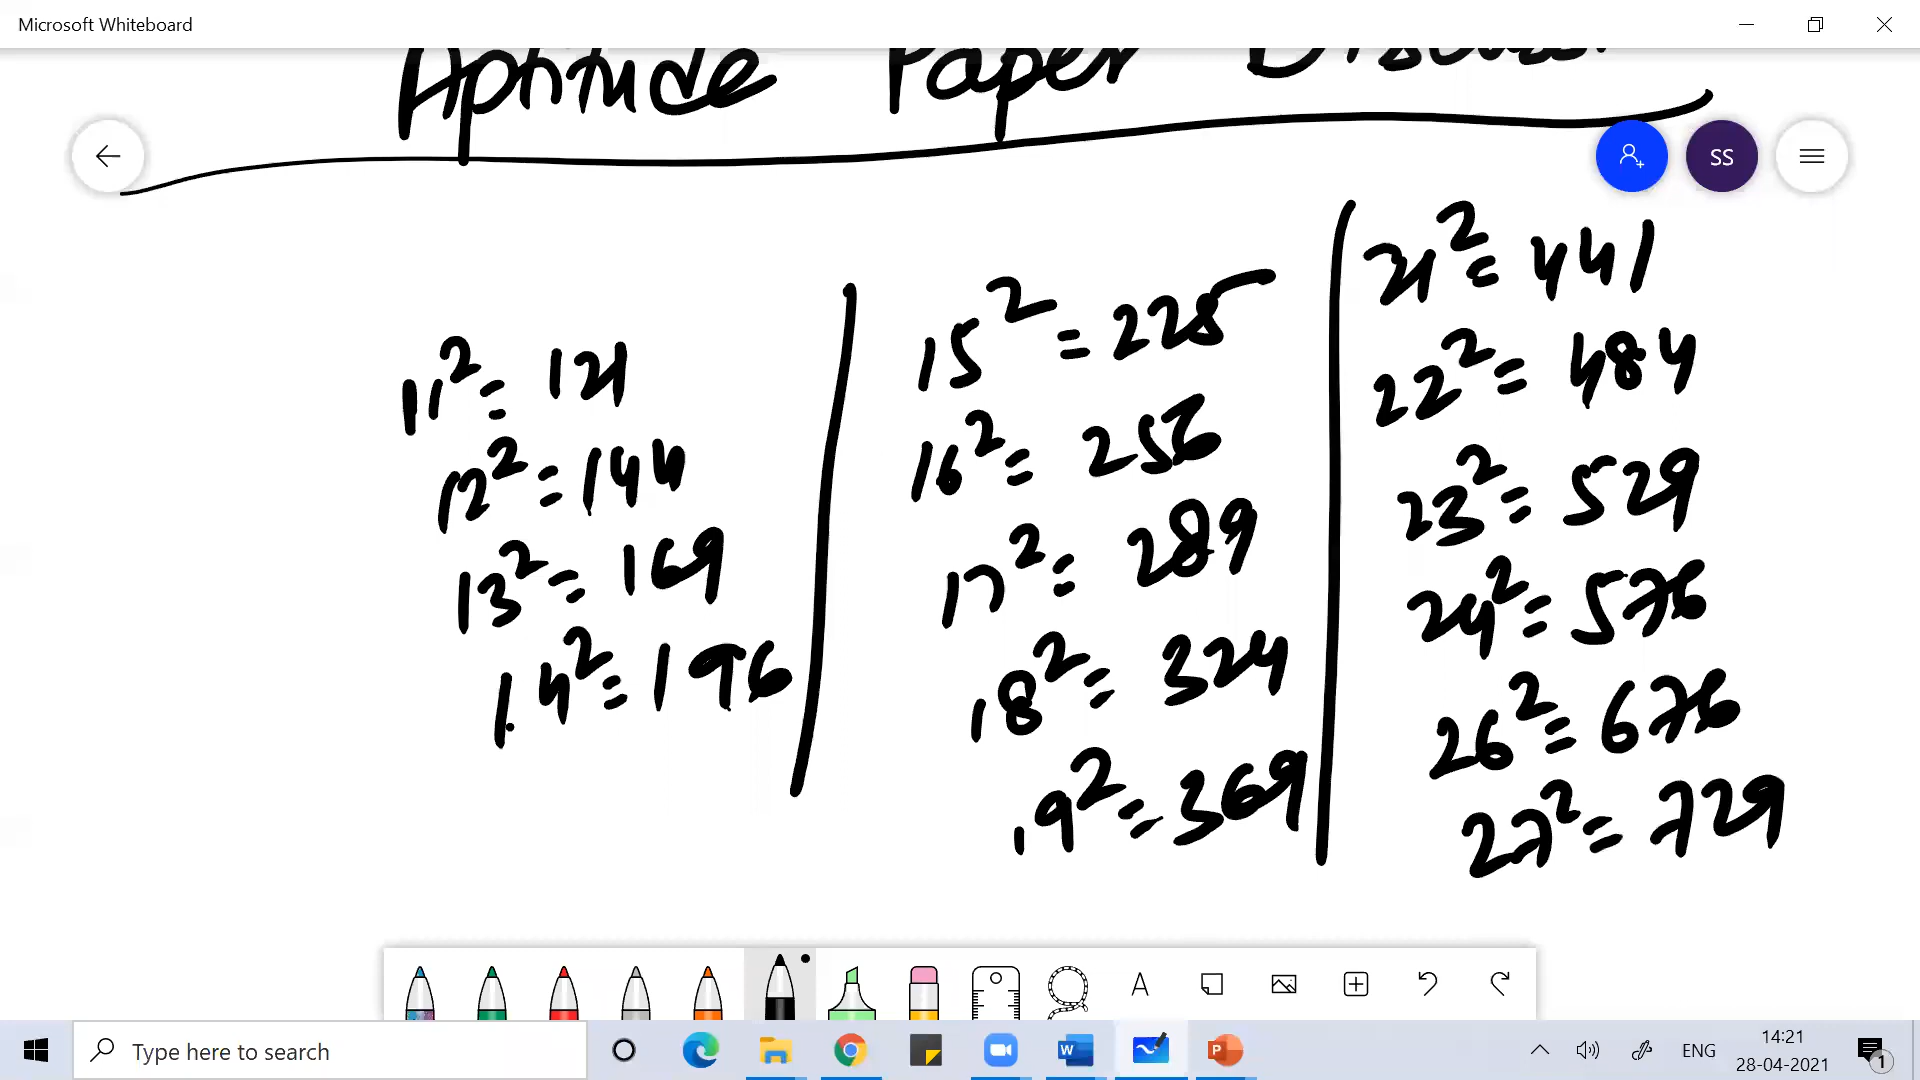 Microsoft Whiteboard
Aptitude Paper
SS
11² = 121
12² = 144
13² = 169
14² = 196
15² = 225
16² = 256
17² = 289
18² = 324
19² = 369
21² = 441
22² = 484
23² = 529
24² = 576
26² = 676
27² = 729
A
Type here to search
ENG
14:21
28-04-2021
1